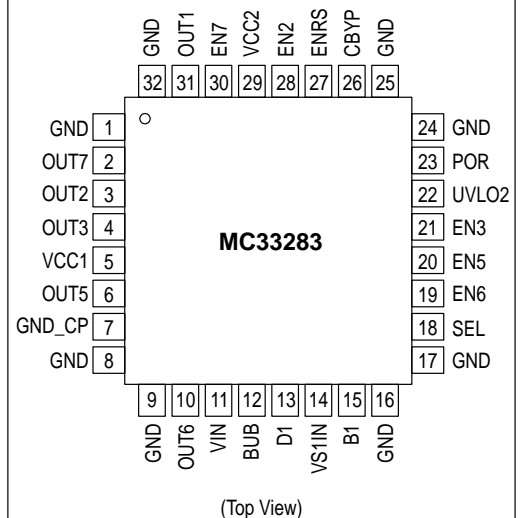 GND OUT1 EN7 VCC2 EN2 ENRS CBYP GND
32 31 30 29 28 27 26 25
GND 1 24 GND
OUT7 2 23 POR
OUT2 3 22 UVLO2
OUT3 4 21 EN3
MC33283
VCC1 5 20 EN5
OUT5 6 19 EN6
GND_CP 7 18 SEL
GND 8 17 GND
9 10 11 12 13 14 15 16
GND OUT6 VIN BUB D1 VS1IN B1 GND
(Top View)